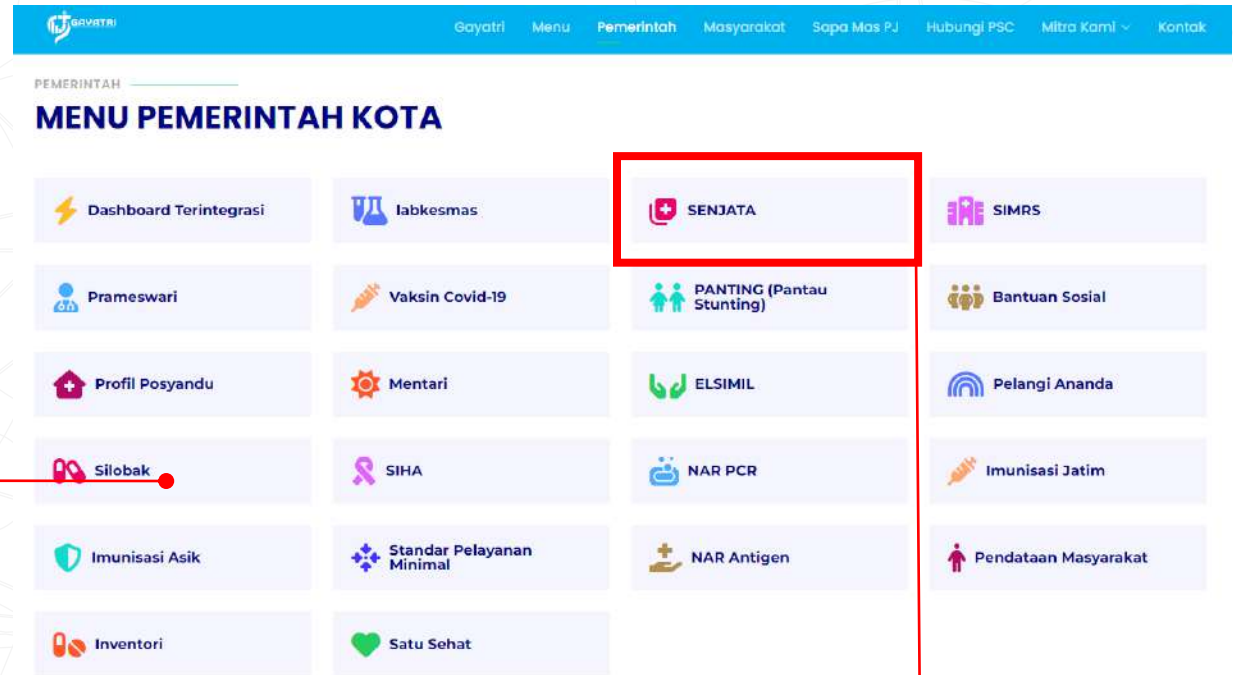 GAYATRI
Gayatri Menu Pemerintah Masyarakat Sapa Mas PJ Hubungi PSC Mitra Kami Kontak
PEMERINTAH
MENU PEMERINTAH KOTA
Dashboard Terintegrasi
labkesmas
SENJATA
SIMRS
Prameswari
Vaksin Covid-19
PANTING (Pantau
Stunting)
Bantuan Sosial
Profil Posyandu
Mentari
ELSIMIL
Pelangi Ananda
Silobak
SIHA
NAR PCR
Imunisasi Jatim
Imunisasi Asik
Standar Pelayanan
Minimal
NAR Antigen
Pendataan Masyarakat
Inventori
Satu Sehat